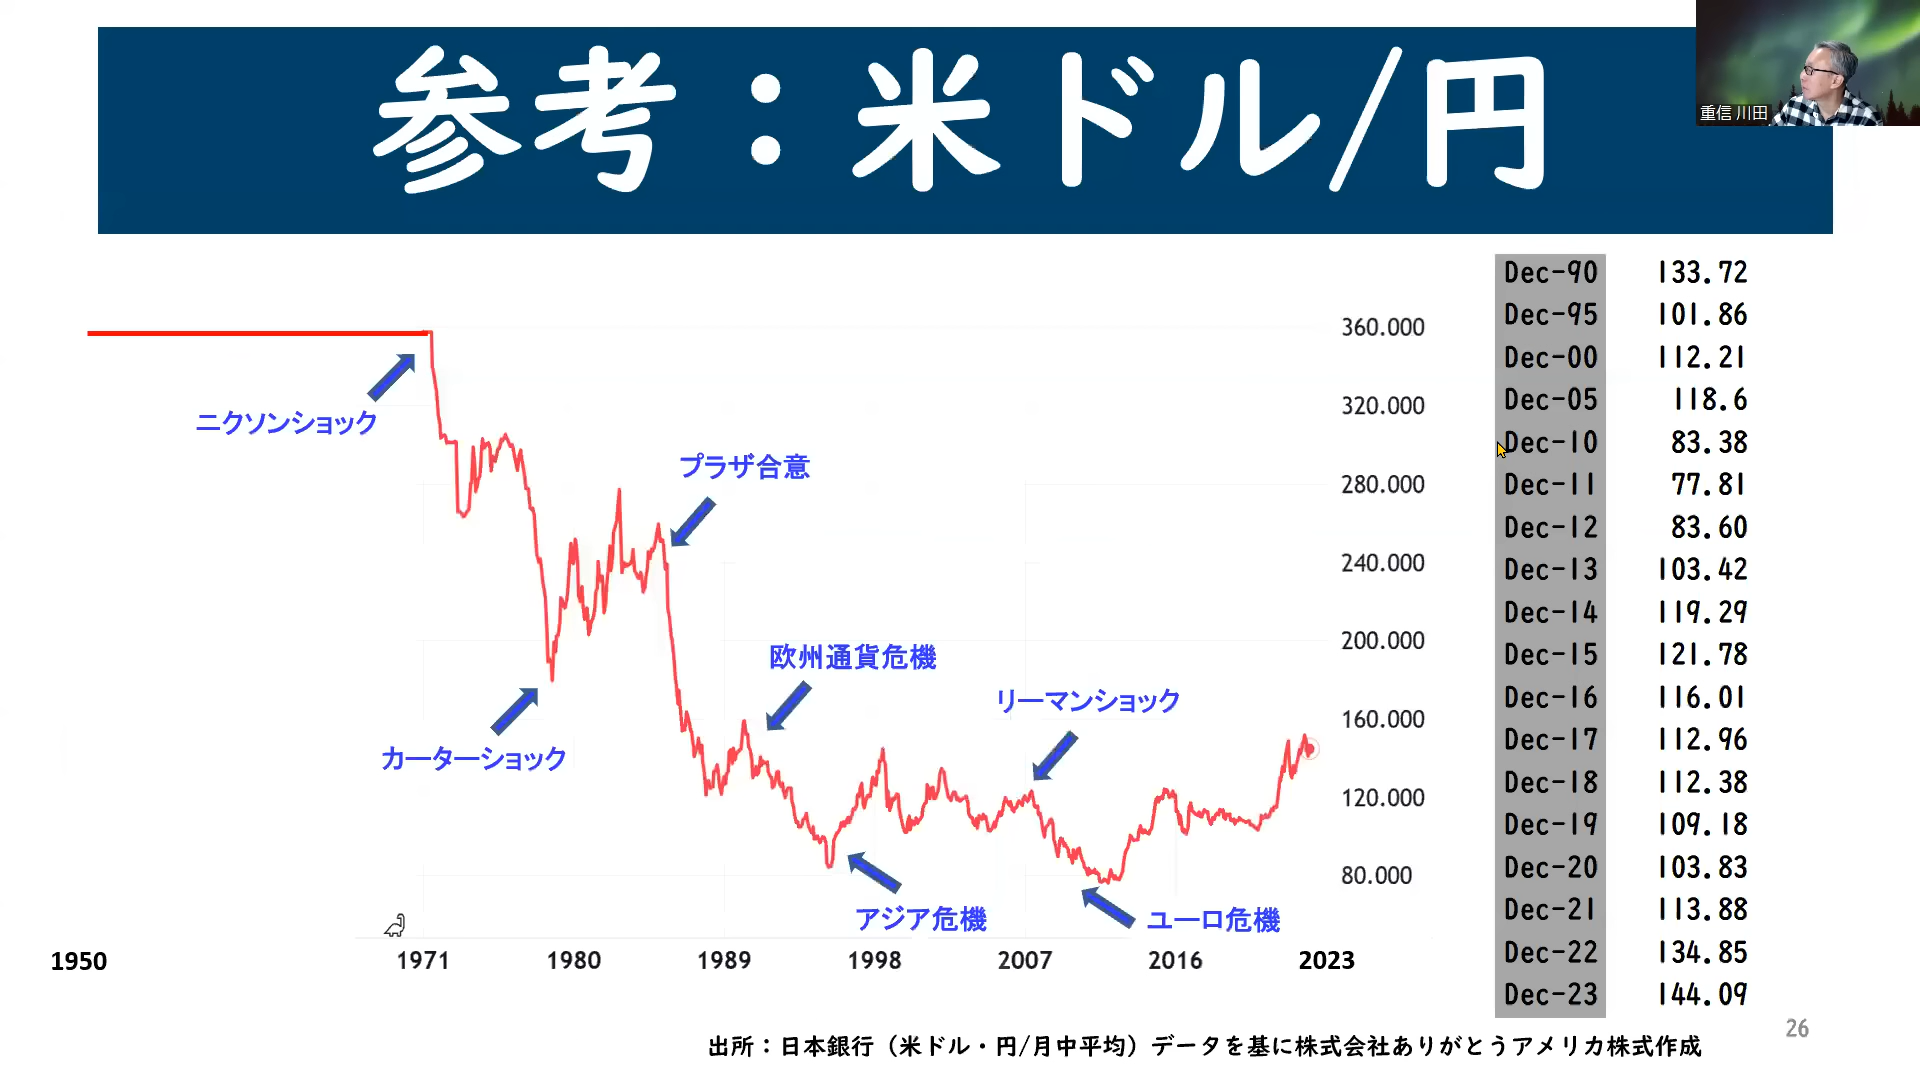 参考：米ドル/円
重信 川田
360.000
320.000
280.000
240.000
200.000
160.000
120.000
80.000
ニクソンショック
プラザ合意
欧州通貨危機
リーマンショック
カーターショック
アジア危機
ユーロ危機
1950
1971
1980
1989
1998
2007
2016
2023
Dec-90 133.72
Dec-95 101.86
Dec-00 112.21
Dec-05 118.6
Dec-10 83.38
Dec-11 77.81
Dec-12 83.60
Dec-13 103.42
Dec-14 119.29
Dec-15 121.78
Dec-16 116.01
Dec-17 112.96
Dec-18 112.38
Dec-19 109.18
Dec-20 103.83
Dec-21 113.88
Dec-22 134.85
Dec-23 144.09
出所：日本銀行（米ドル・円/月中平均）データを基に株式会社ありがとうアメリカ株式作成
26